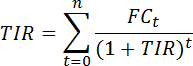 TIR = \sum_{t=0}^{n} \frac{FC_t}{(1 + TIR)^t}